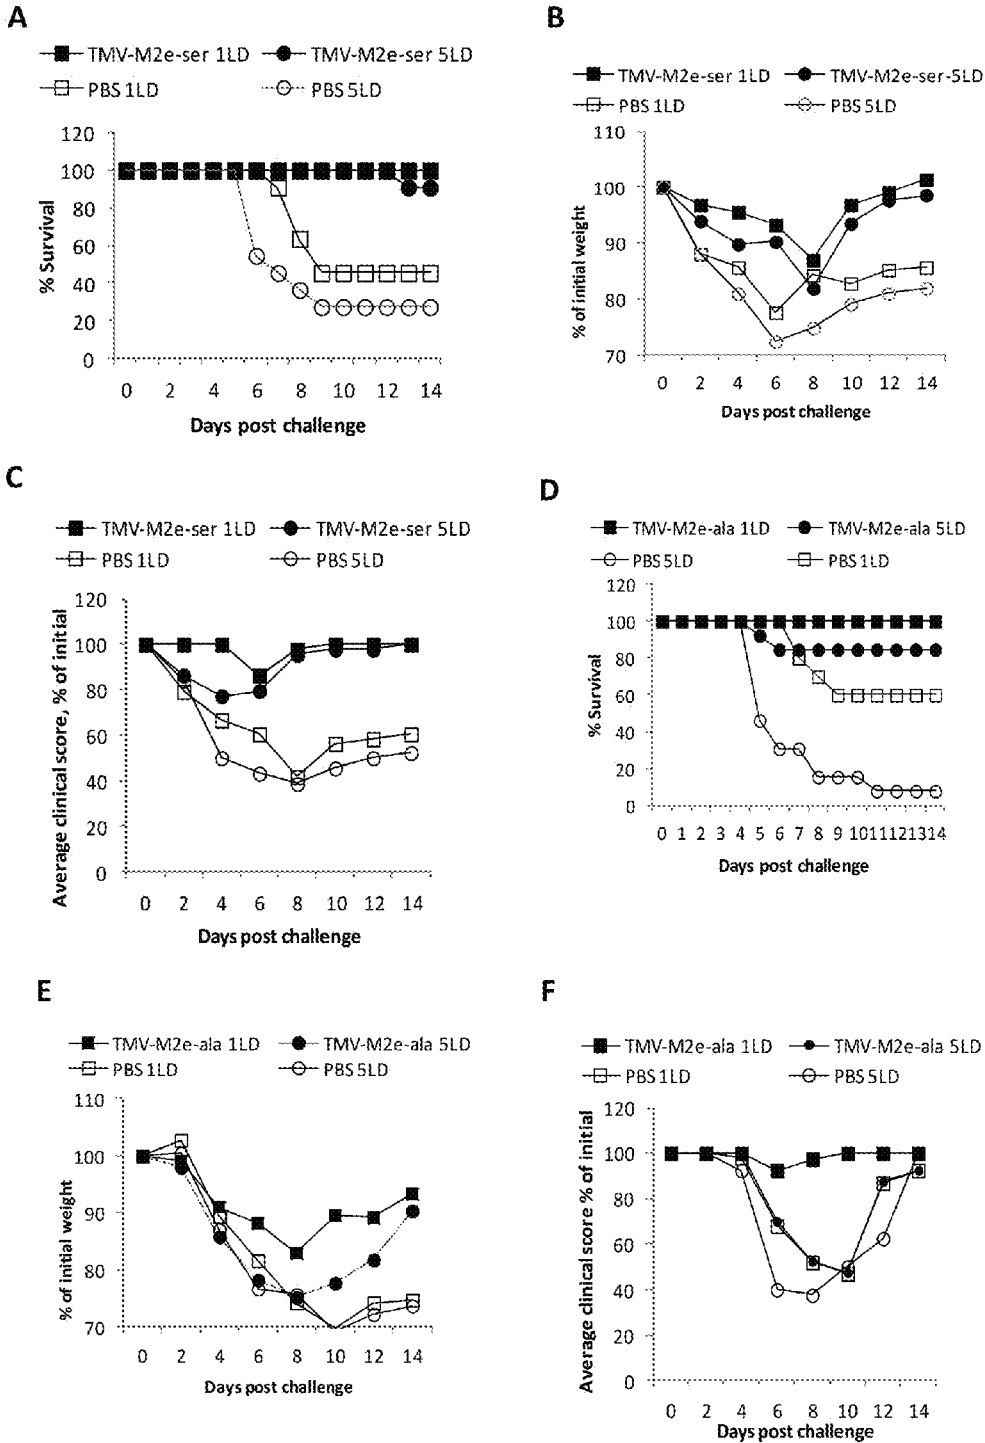 A
TMV-M2e-ser 1LD TMV-M2e-ser 5LD
PBS 1LD PBS 5LD
120
100
80
60
40
20
0
% Survival
0 2 4 6 8 10 12 14
Days post challenge
B
TMV-M2e-ser 1LD TMV-M2e-ser-5LD
PBS 1LD PBS 5LD
110
100
90
80
70
% of initial weight
0 2 4 6 8 10 12 14
Days post challenge
C
TMV-M2e-ser 1LD TMV-M2e-ser 5LD
PBS 1LD PBS 5LD
120
100
80
60
40
20
0
Average clinical score, % of initial
0 2 4 6 8 10 12 14
Days post challenge
D
TMV-M2e-ala 1LD TMV-M2e-ala 5LD
PBS 5LD PBS 1LD
120
100
80
60
40
20
0
% Survival
0 1 2 3 4 5 6 7 8 9 1011121314
Days post challenge
E
TMV-M2e-ala 1LD TMV-M2e-ala 5LD
PBS 1LD PBS 5LD
110
100
90
80
70
% of initial weight
0 2 4 6 8 10 12 14
Days post challenge
F
TMV-M2e-ala 1LD TMV-M2e-ala 5LD
PBS 1LD PBS 5LD
120
100
80
60
40
20
0
Average clinical score % of initial
0 2 4 6 8 10 12 14
Days post challenge